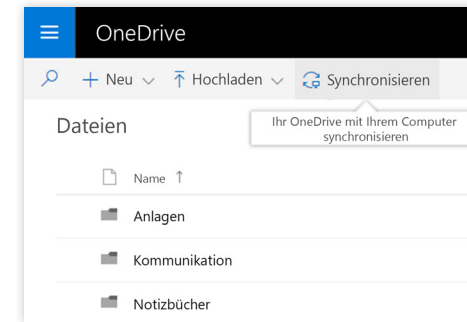 OneDrive
Neu Hochladen Synchronisieren
Ihr OneDrive mit Ihrem Computer
synchronisieren
Dateien
Name
Anlagen
Kommunikation
Notizbücher